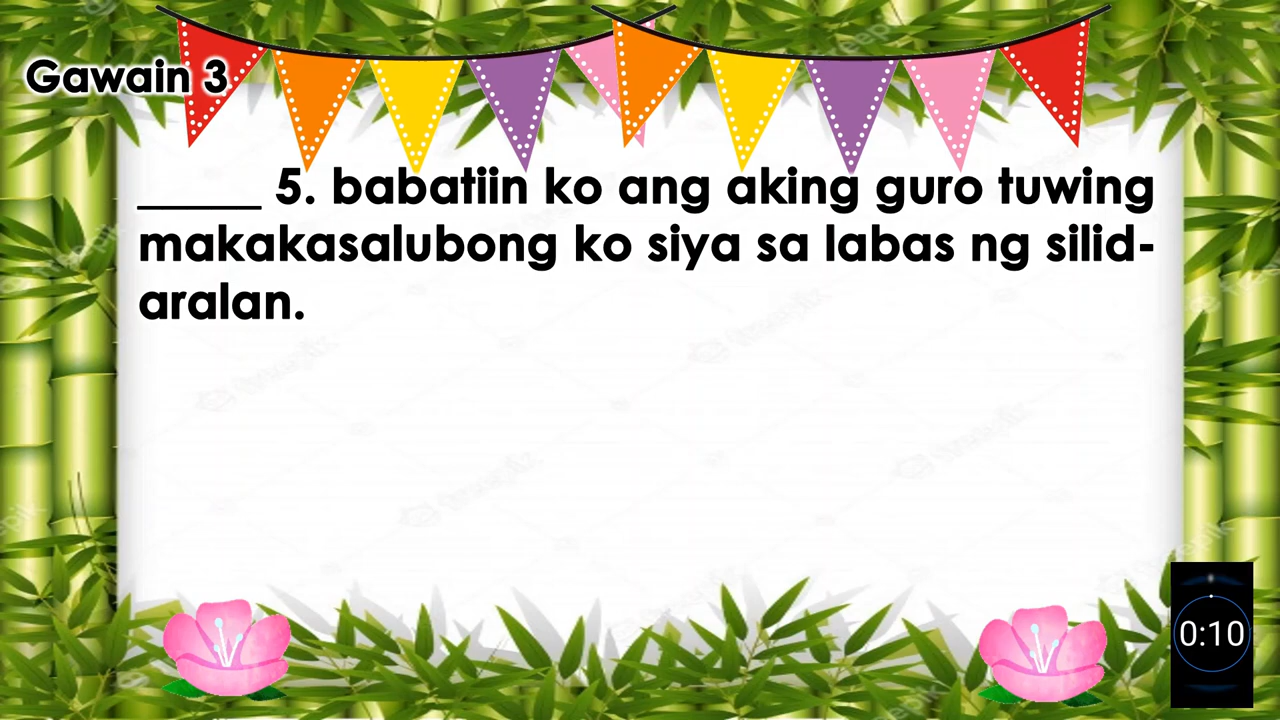 Gawain 3
_____ 5. babatiin ko ang aking guro tuwing
makakasalubong ko siya sa labas ng silid-
aralan.
0:10